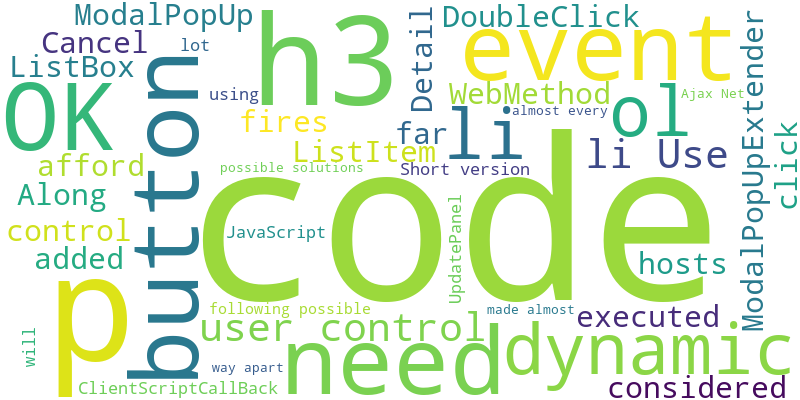 ModalPopUp
h3
DoubleClick
event
Cancel
lot
Detail
ModalPopUpExtender
ListBox
OK
button
using
WebMethod
Ajax Net
fires
far
li
almost every
ol
click
afford
possible solutions
ListItem
Short version
li Use
Along
code
control
JavaScript
UpdatePanel
added
hosts
p
following possible
made almost
executed
user control
need
dynamic
will
way apart
ClientScriptCallBack
considered